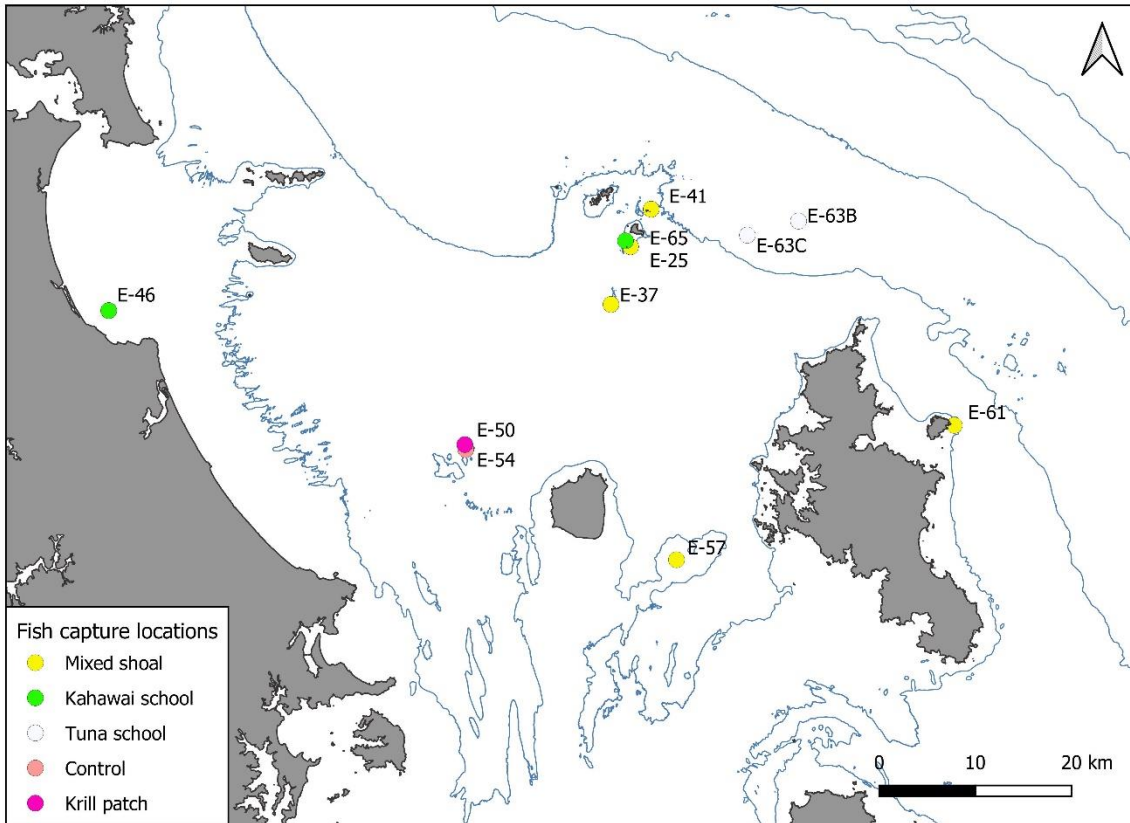 E-41
E-63B
E-65
E-63C
E-25
E-46
E-37
E-61
E-50
E-54
E-57
Fish capture locations
Mixed shoal
Kahawai school
Tuna school
Control
Krill patch
0 10 20 km